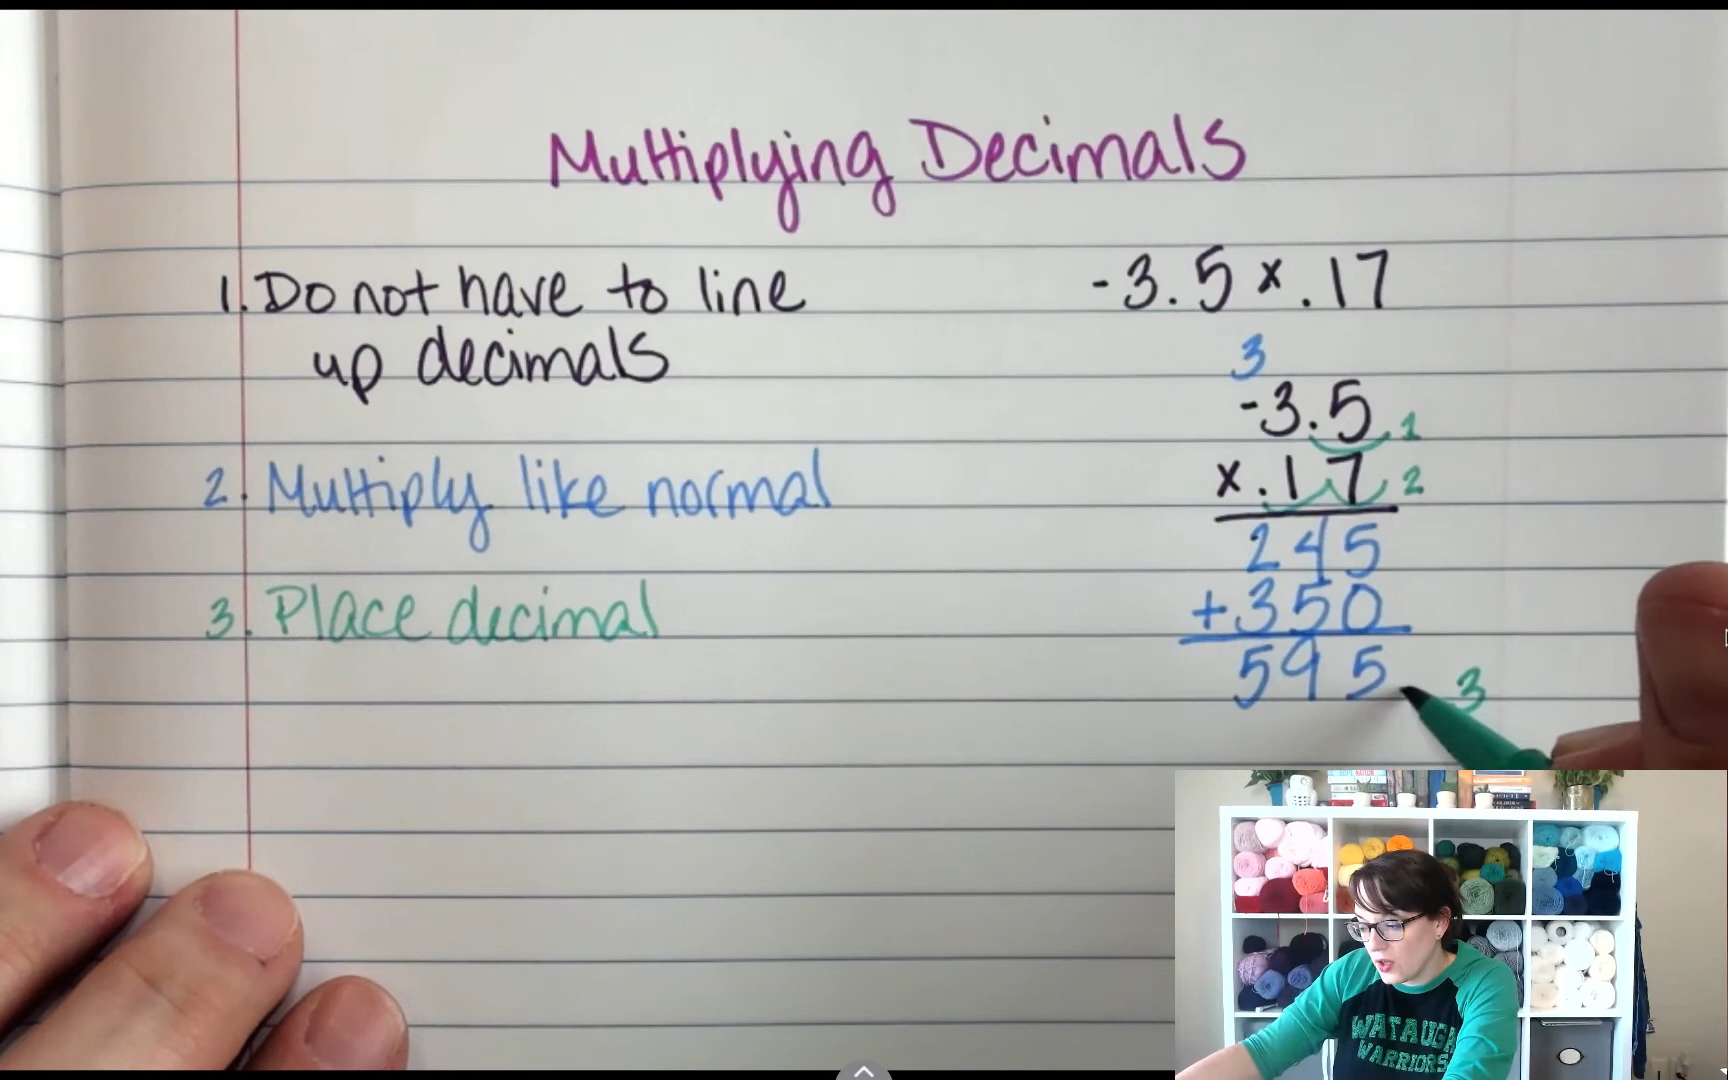 Multiplying Decimals
1. Do not have to line
up decimals
2. Multiply like normal
3. Place decimal
-3.5 × .17
3
-3.5 1
×.17 2
245
+350
595 3
WATAUGA
WARRIORS